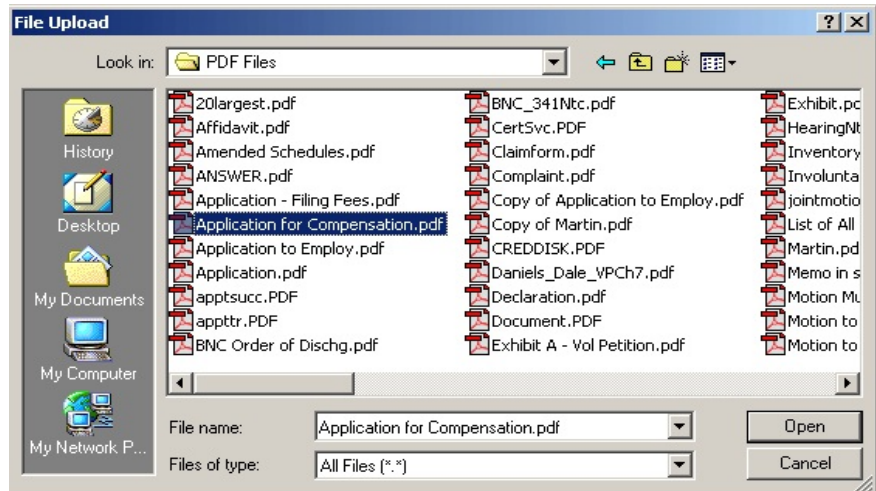 File Upload
Look in:
PDF Files
History
Desktop
My Documents
My Computer
My Network P...
20largest.pdf
Affidavit.pdf
Amended Schedules.pdf
ANSWER.pdf
Application - Filing Fees.pdf
Application for Compensation.pdf
Application to Employ.pdf
Application.pdf
apptsucc.PDF
appttr.PDF
BNC Order of Dischg.pdf
BNC_341Ntc.pdf
CertSvc.PDF
Claimform.pdf
Complaint.pdf
Copy of Application to Employ.pdf
Copy of Martin.pdf
CREDDISK.PDF
Daniels_Dale_VPCh7.pdf
Declaration.pdf
Document.PDF
Exhibit A - Vol Petition.pdf
Exhibit.pd
HearingNt
Inventory
Involunta
jointmotio
List of All
Martin.pd
Memo in s
Motion Mu
Motion to
Motion to
File name:
Application for Compensation.pdf
Open
Files of type:
All Files (*.*)
Cancel